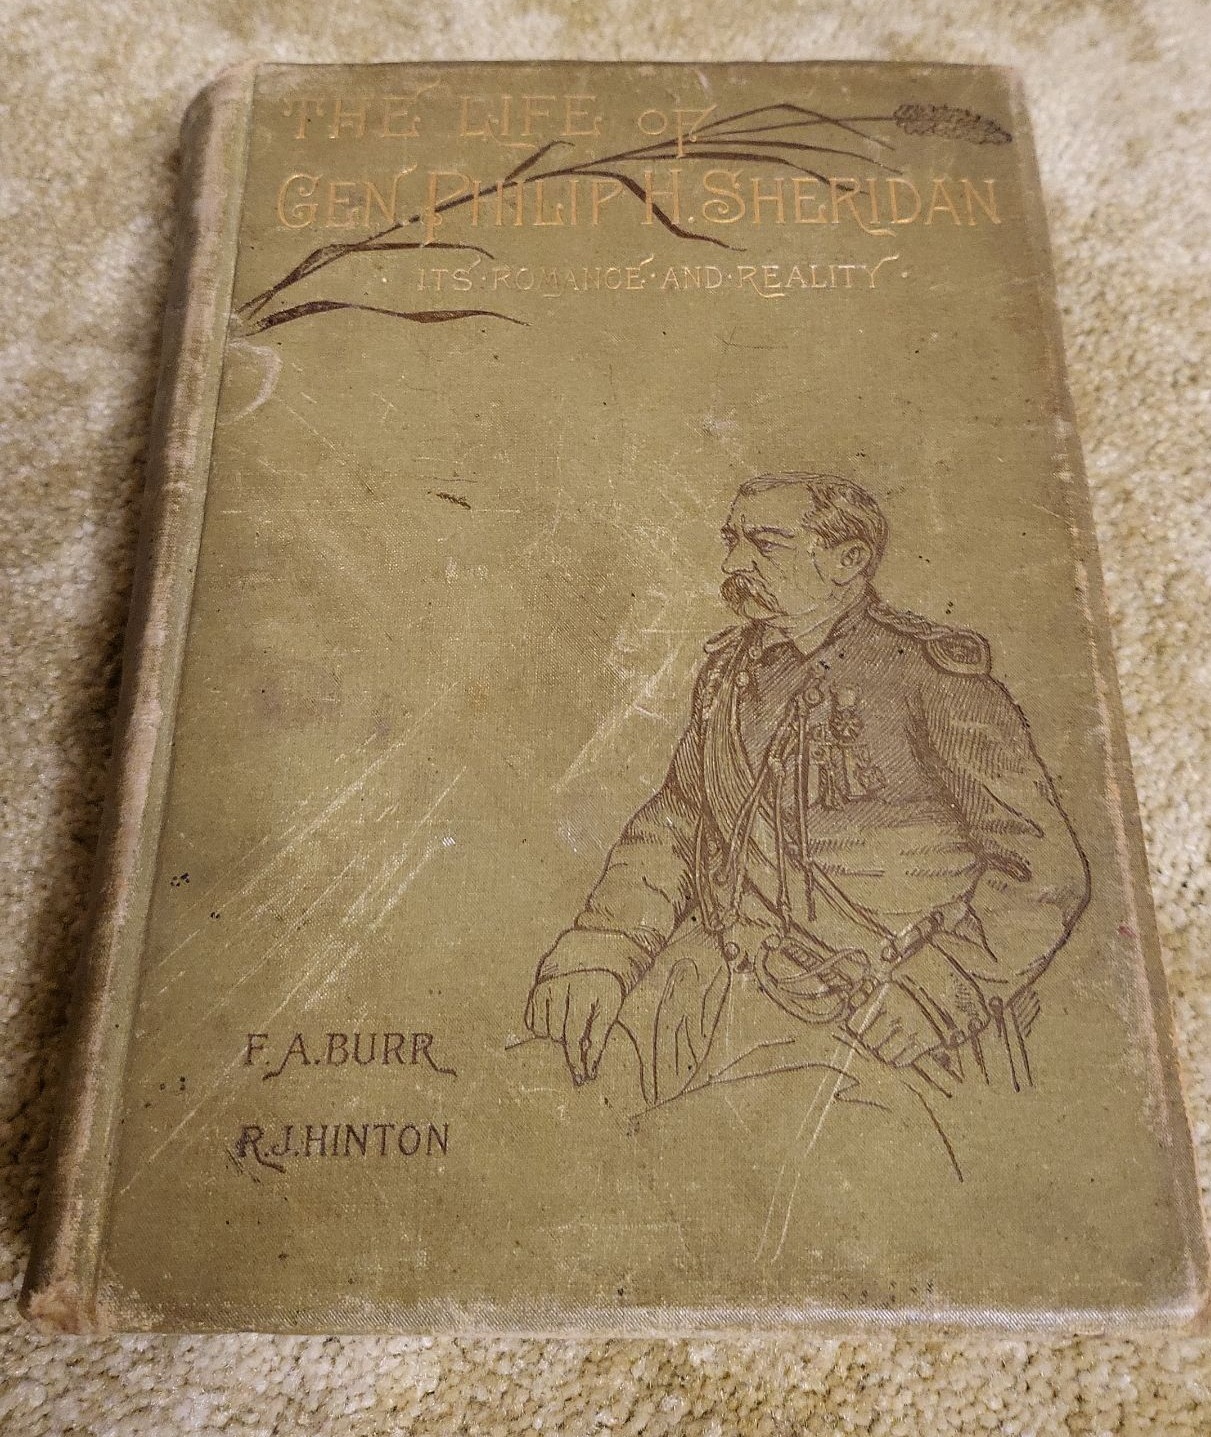 THE LIFE OF
GEN. PHILIP H. SHERIDAN
ITS·ROMANCE·AND·REALITY·
F. A. BURR
R. J. HINTON